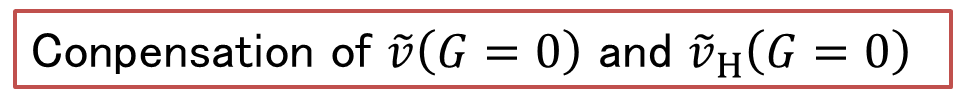 Conpensation of ṽ(G = 0) and ṽ_H(G = 0)